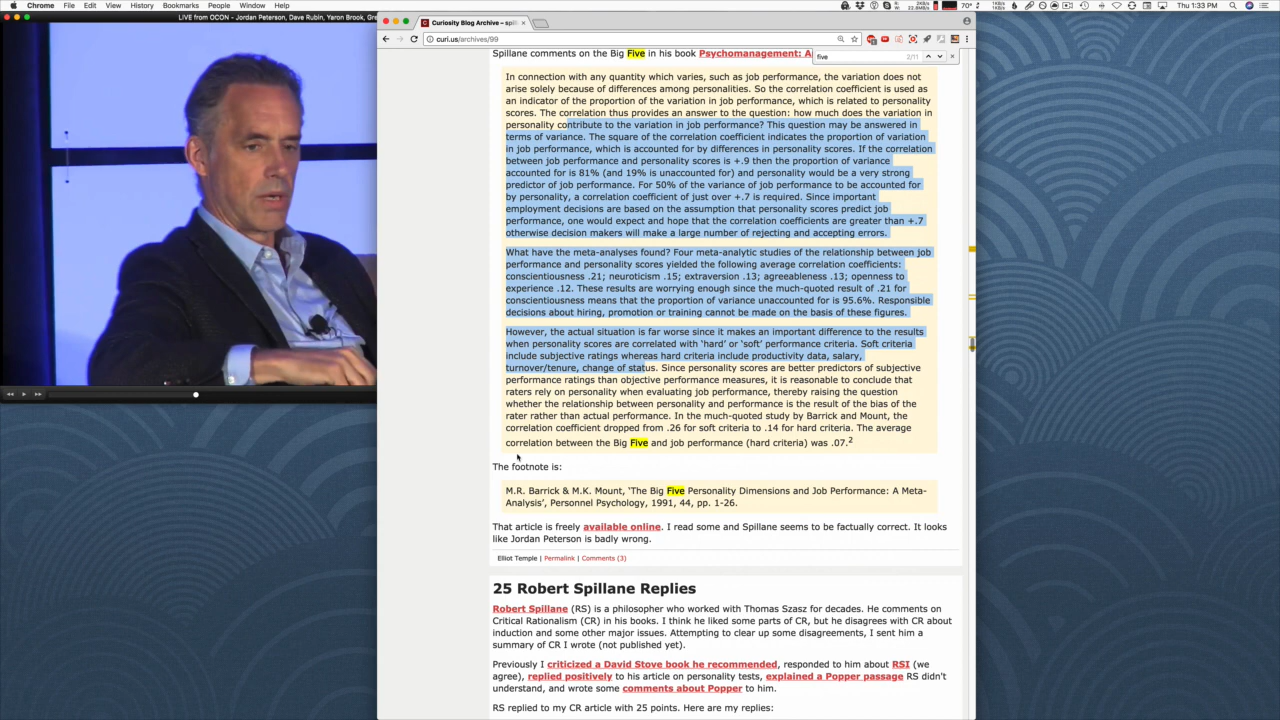 Chrome File Edit View History Bookmarks People Window Help
70°
Thu 1:33 PM
LIVE from OCON - Jordan Peterson, Dave Rubin, Yaron Brook, Gre
Curiosity Blog Archive – spil
curi.us/archives/99
five 2/11
Spillane comments on the Big Five in his book Psychomanagement: A
In connection with any quantity which varies, such as job performance, the variation does not
arise solely because of differences among personalities. So the correlation coefficient is used as
an indicator of the proportion of the variation in job performance, which is related to personality
scores. The correlation thus provides an answer to the question: how much does the variation in
personality contribute to the variation in job performance? This question may be answered in
terms of variance. The square of the correlation coefficient indicates the proportion of variation
in job performance, which is accounted for by differences in personality scores. If the correlation
between job performance and personality scores is +.9 then the proportion of variance
accounted for is 81% (and 19% is unaccounted for) and personality would be a very strong
predictor of job performance. For 50% of the variance of job performance to be accounted for
by personality, a correlation coefficient of just over +.7 is required. Since important
employment decisions are based on the assumption that personality scores predict job
performance, one would expect and hope that the correlation coefficients are greater than +.7
otherwise decision makers will make a large number of rejecting and accepting errors.
What have the meta-analyses found? Four meta-analytic studies of the relationship between job
performance and personality scores yielded the following average correlation coefficients:
conscientiousness .21; neuroticism .15; extraversion .13; agreeableness .13; openness to
experience .12. These results are worrying enough since the much-quoted result of .21 for
conscientiousness means that the proportion of variance unaccounted for is 95.6%. Responsible
decisions about hiring, promotion or training cannot be made on the basis of these figures.
However, the actual situation is far worse since it makes an important difference to the results
when personality scores are correlated with ‘hard’ or ‘soft’ performance criteria. Soft criteria
include subjective ratings whereas hard criteria include productivity data, salary,
turnover/tenure, change of status. Since personality scores are better predictors of subjective
performance ratings than objective performance measures, it is reasonable to conclude that
raters rely on personality when evaluating job performance, thereby raising the question
whether the relationship between personality and performance is the result of the bias of the
rater rather than actual performance. In the much-quoted study by Barrick and Mount, the
correlation coefficient dropped from .26 for soft criteria to .14 for hard criteria. The average
correlation between the Big Five and job performance (hard criteria) was .07.2
The footnote is:
M.R. Barrick & M.K. Mount, ‘The Big Five Personality Dimensions and Job Performance: A Meta-
Analysis’, Personnel Psychology, 1991, 44, pp. 1-26.
That article is freely available online. I read some and Spillane seems to be factually correct. It looks
like Jordan Peterson is badly wrong.
Elliot Temple | Permalink | Comments (3)
25 Robert Spillane Replies
Robert Spillane (RS) is a philosopher who worked with Thomas Szasz for decades. He comments on
Critical Rationalism (CR) in his books. I think he liked some parts of CR, but he disagrees with CR about
induction and some other major issues. Attempting to clear up some disagreements, I sent him a
summary of CR I wrote (not published yet).
Previously I criticized a David Stove book he recommended, responded to him about RSI (we
agree), replied positively to his article on personality tests, explained a Popper passage RS didn't
understand, and wrote some comments about Popper to him.
RS replied to my CR article with 25 points. Here are my replies: